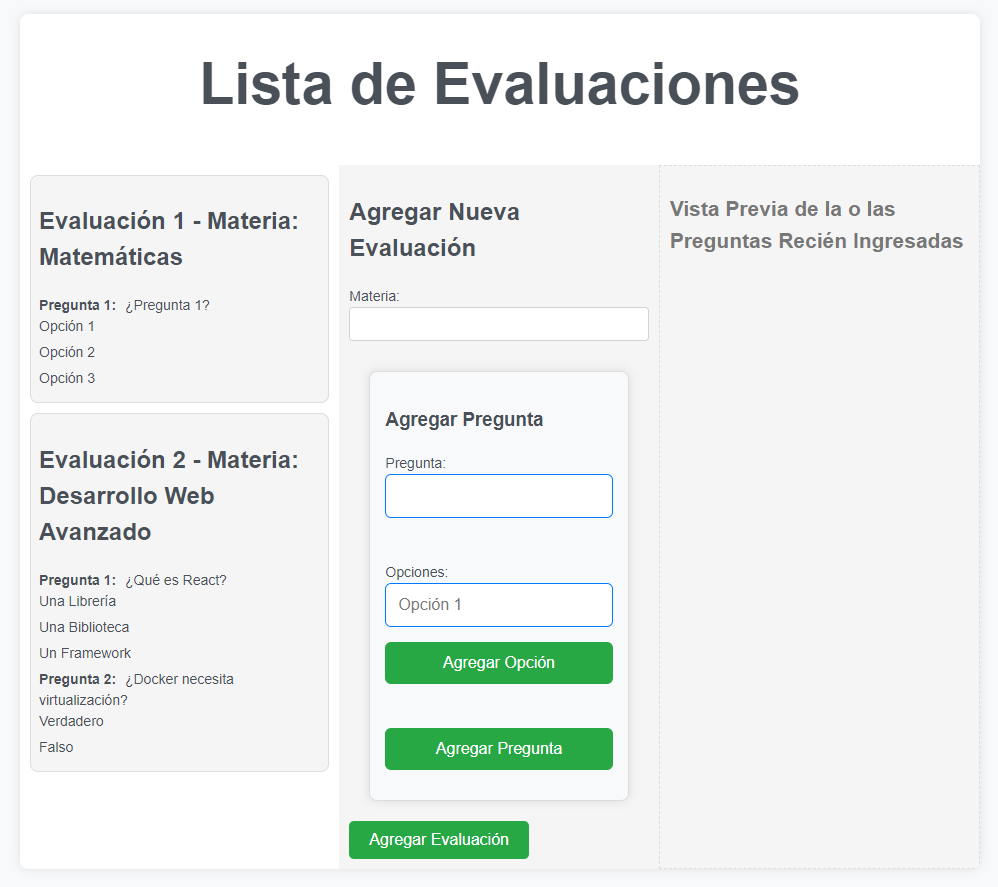 Lista de Evaluaciones
Evaluación 1 - Materia:
Matemáticas
Pregunta 1: ¿Pregunta 1?
Opción 1
Opción 2
Opción 3
Evaluación 2 - Materia:
Desarrollo Web
Avanzado
Pregunta 1: ¿Qué es React?
Una Librería
Una Biblioteca
Un Framework
Pregunta 2: ¿Docker necesita
virtualización?
Verdadero
Falso
Agregar Nueva
Evaluación
Materia:
Agregar Pregunta
Pregunta:
Opciones:
Opción 1
Agregar Opción
Agregar Pregunta
Agregar Evaluación
Vista Previa de la o las
Preguntas Recién Ingresadas